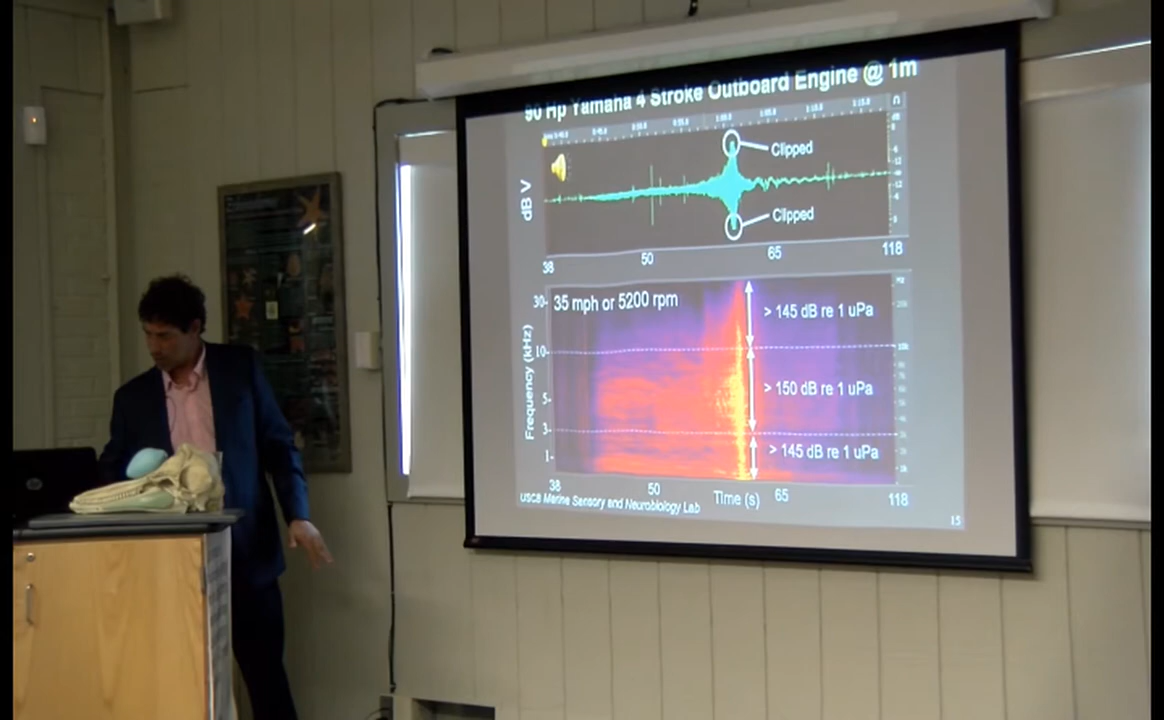 90 Hp Yamaha 4 Stroke Outboard Engine @ 1m
Clipped
dB V
Clipped
38 50 65 118
35 mph or 5200 rpm
> 145 dB re 1 uPa
> 150 dB re 1 uPa
> 145 dB re 1 uPa
Frequency (kHz)
30-
10-
5-
3-
1-
38 50 Time (s) 65 118
USCB Marine Sensory and Neurobiology Lab
15
hp